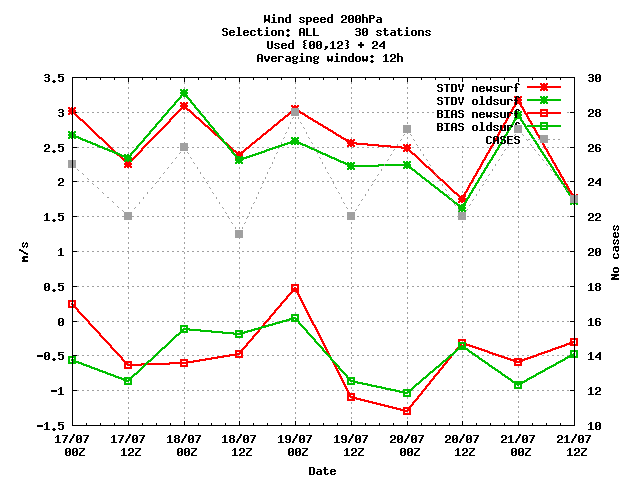 Wind speed 200hPa
Selection: ALL 30 stations
Used {00,12} + 24
Averaging window: 12h
3.5
3
2.5
2
1.5
1
0.5
0
-0.5
-1
-1.5
m/s
STDV newsurf
STDV oldsurf
BIAS newsurf
BIAS oldsurf
CASES
30
28
26
24
22
20
18
16
14
12
10
No cases
17/07 17/07 18/07 18/07 19/07 19/07 20/07 20/07 21/07 21/07
00Z 12Z 00Z 12Z 00Z 12Z 00Z 12Z 00Z 12Z
Date